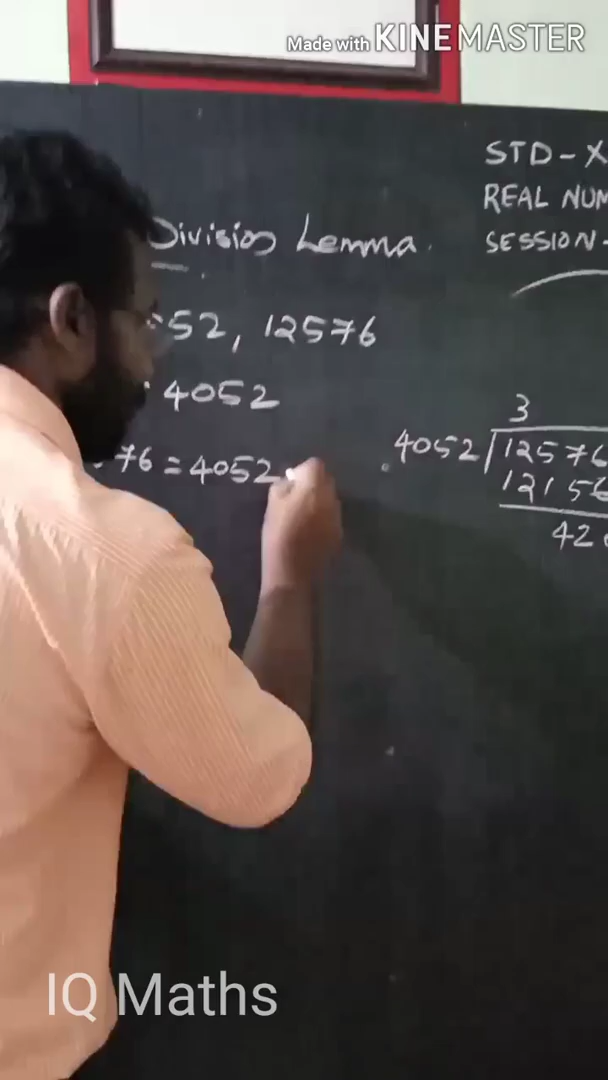 Made with KINEMASTER
STD-X
REAL NUM
SESSION-
Division Lemma.
52, 12576
4052
76 = 4052
3
4052 12576
12156
42
IQ Maths